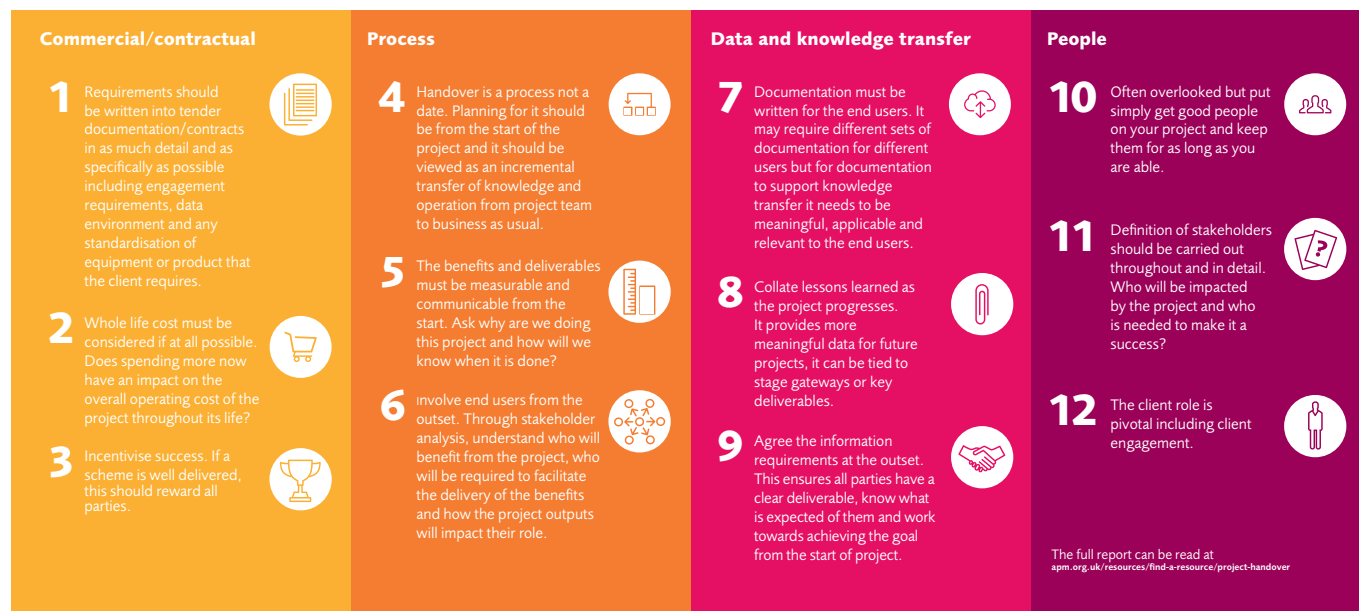 Commercial/contractual
1
Requirements should
be written into tender
documentation/contracts
in as much detail and as
specifically as possible
including engagement
requirements, data
environment and any
standardisation of
equipment or product that
the client requires.
2
Whole life cost must be
considered if at all possible.
Does spending more now
have an impact on the
overall operating cost of the
project throughout its life?
3
Incentivise success. If a
scheme is well delivered,
this should reward all
parties.
Process
4
Handover is a process not a
date. Planning for it should
be from the start of the
project and it should be
viewed as an incremental
transfer of knowledge and
operation from project team
to business as usual.
5
The benefits and deliverables
must be measurable and
communicable from the
start. Ask why are we doing
this project and how will we
know when it is done?
6
Involve end users from the
outset. Through stakeholder
analysis, understand who will
benefit from the project, who
will be required to facilitate
the delivery of the benefits
and how the project outputs
will impact their role.
Data and knowledge transfer
7
Documentation must be
written for the end users. It
may require different sets of
documentation for different
users but for documentation
to support knowledge
transfer it needs to be
meaningful, applicable and
relevant to the end users.
8
Collate lessons learned as
the project progresses.
It provides more
meaningful data for future
projects, it can be tied to
stage gateways or key
deliverables.
9
Agree the information
requirements at the outset.
This ensures all parties have a
clear deliverable, know what
is expected of them and work
towards achieving the goal
from the start of project.
People
10
Often overlooked but put
simply get good people
on your project and keep
them for as long as you
are able.
11
Definition of stakeholders
should be carried out
throughout and in detail.
Who will be impacted
by the project and who
is needed to make it a
success?
?
12
The client role is
pivotal including client
engagement.
The full report can be read at
apm.org.uk/resources/find-a-resource/project-handover